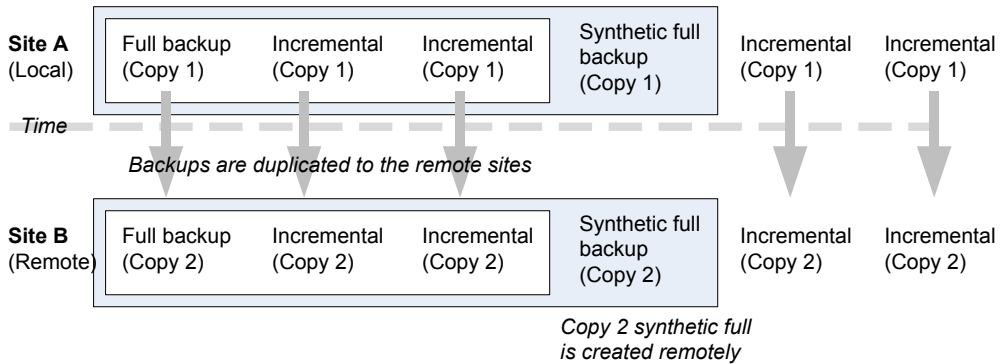 Site A
(Local)
Full backup
(Copy 1)
Incremental
(Copy 1)
Incremental
(Copy 1)
Synthetic full
backup
(Copy 1)
Incremental
(Copy 1)
Incremental
(Copy 1)
Time
Backups are duplicated to the remote sites
Site B
(Remote)
Full backup
(Copy 2)
Incremental
(Copy 2)
Incremental
(Copy 2)
Synthetic full
backup
(Copy 2)
Incremental
(Copy 2)
Incremental
(Copy 2)
Copy 2 synthetic full
is created remotely